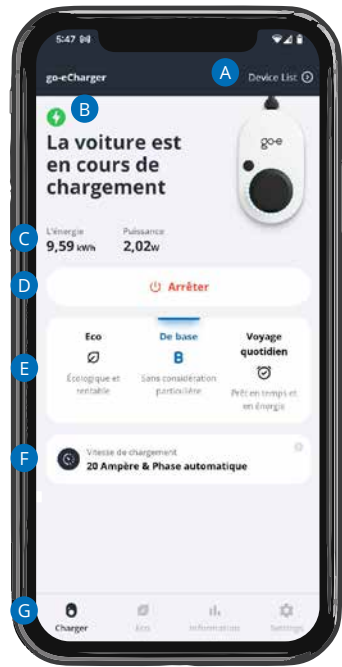 5:47
go-eCharger
A
Device List
B
La voiture est
en cours de
chargement
go-e
C
L'énergie
Puissance
9,59 kWh
2,02w
D
Arrêter
E
Eco
De base
B
Voyage
quotidien
Écologique et
rentable
Sans considération
particulière
Prêt en temps et
en énergie
F
Vitesse de chargement
20 Ampère & Phase automatique
G
Charger
Eco
Information
Settings